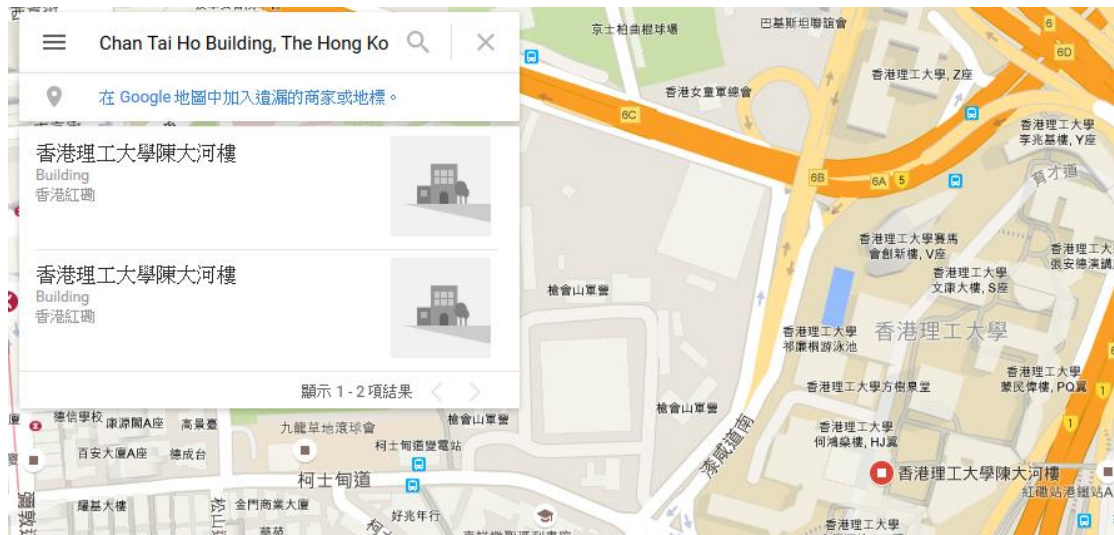 Chan Tai Ho Building, The Hong Ko
在 Google 地圖中加入遺漏的商家或地標。
香港理工大學陳大河樓
Building
香港紅磡
香港理工大學陳大河樓
Building
香港紅磡
顯示 1 - 2 項結果
京士柏曲棍球場
巴基斯坦聯誼會
6
6D
香港理工大學, Z座
香港女童軍總會
6C
香港理工大學
李兆基樓, Y座
育才道
6B
6A
5
香港理工大學賽馬
會創新樓, V座
香港理工大
張安德演講
香港理工大學
文康大樓, S座
槍會山軍營
香港理工大學
香港理工大學
祁廉桐游泳池
香港理工大學
蒙民偉樓, PQ翼
1
香港理工大學方樹泉堂
槍會山軍營
1
香港理工大學
何鴻燊樓, HJ翼
漆咸道南
香港理工大學陳大河樓
紅磡站港鐵站A
香港理工大學
德信學校
康源閣A座
高景臺
九龍草地滾球會
槍會山軍營
柯士甸道變電站
百安大廈A座
德成台
柯士甸道
耀基大樓
金門商業大廈
好兆年行